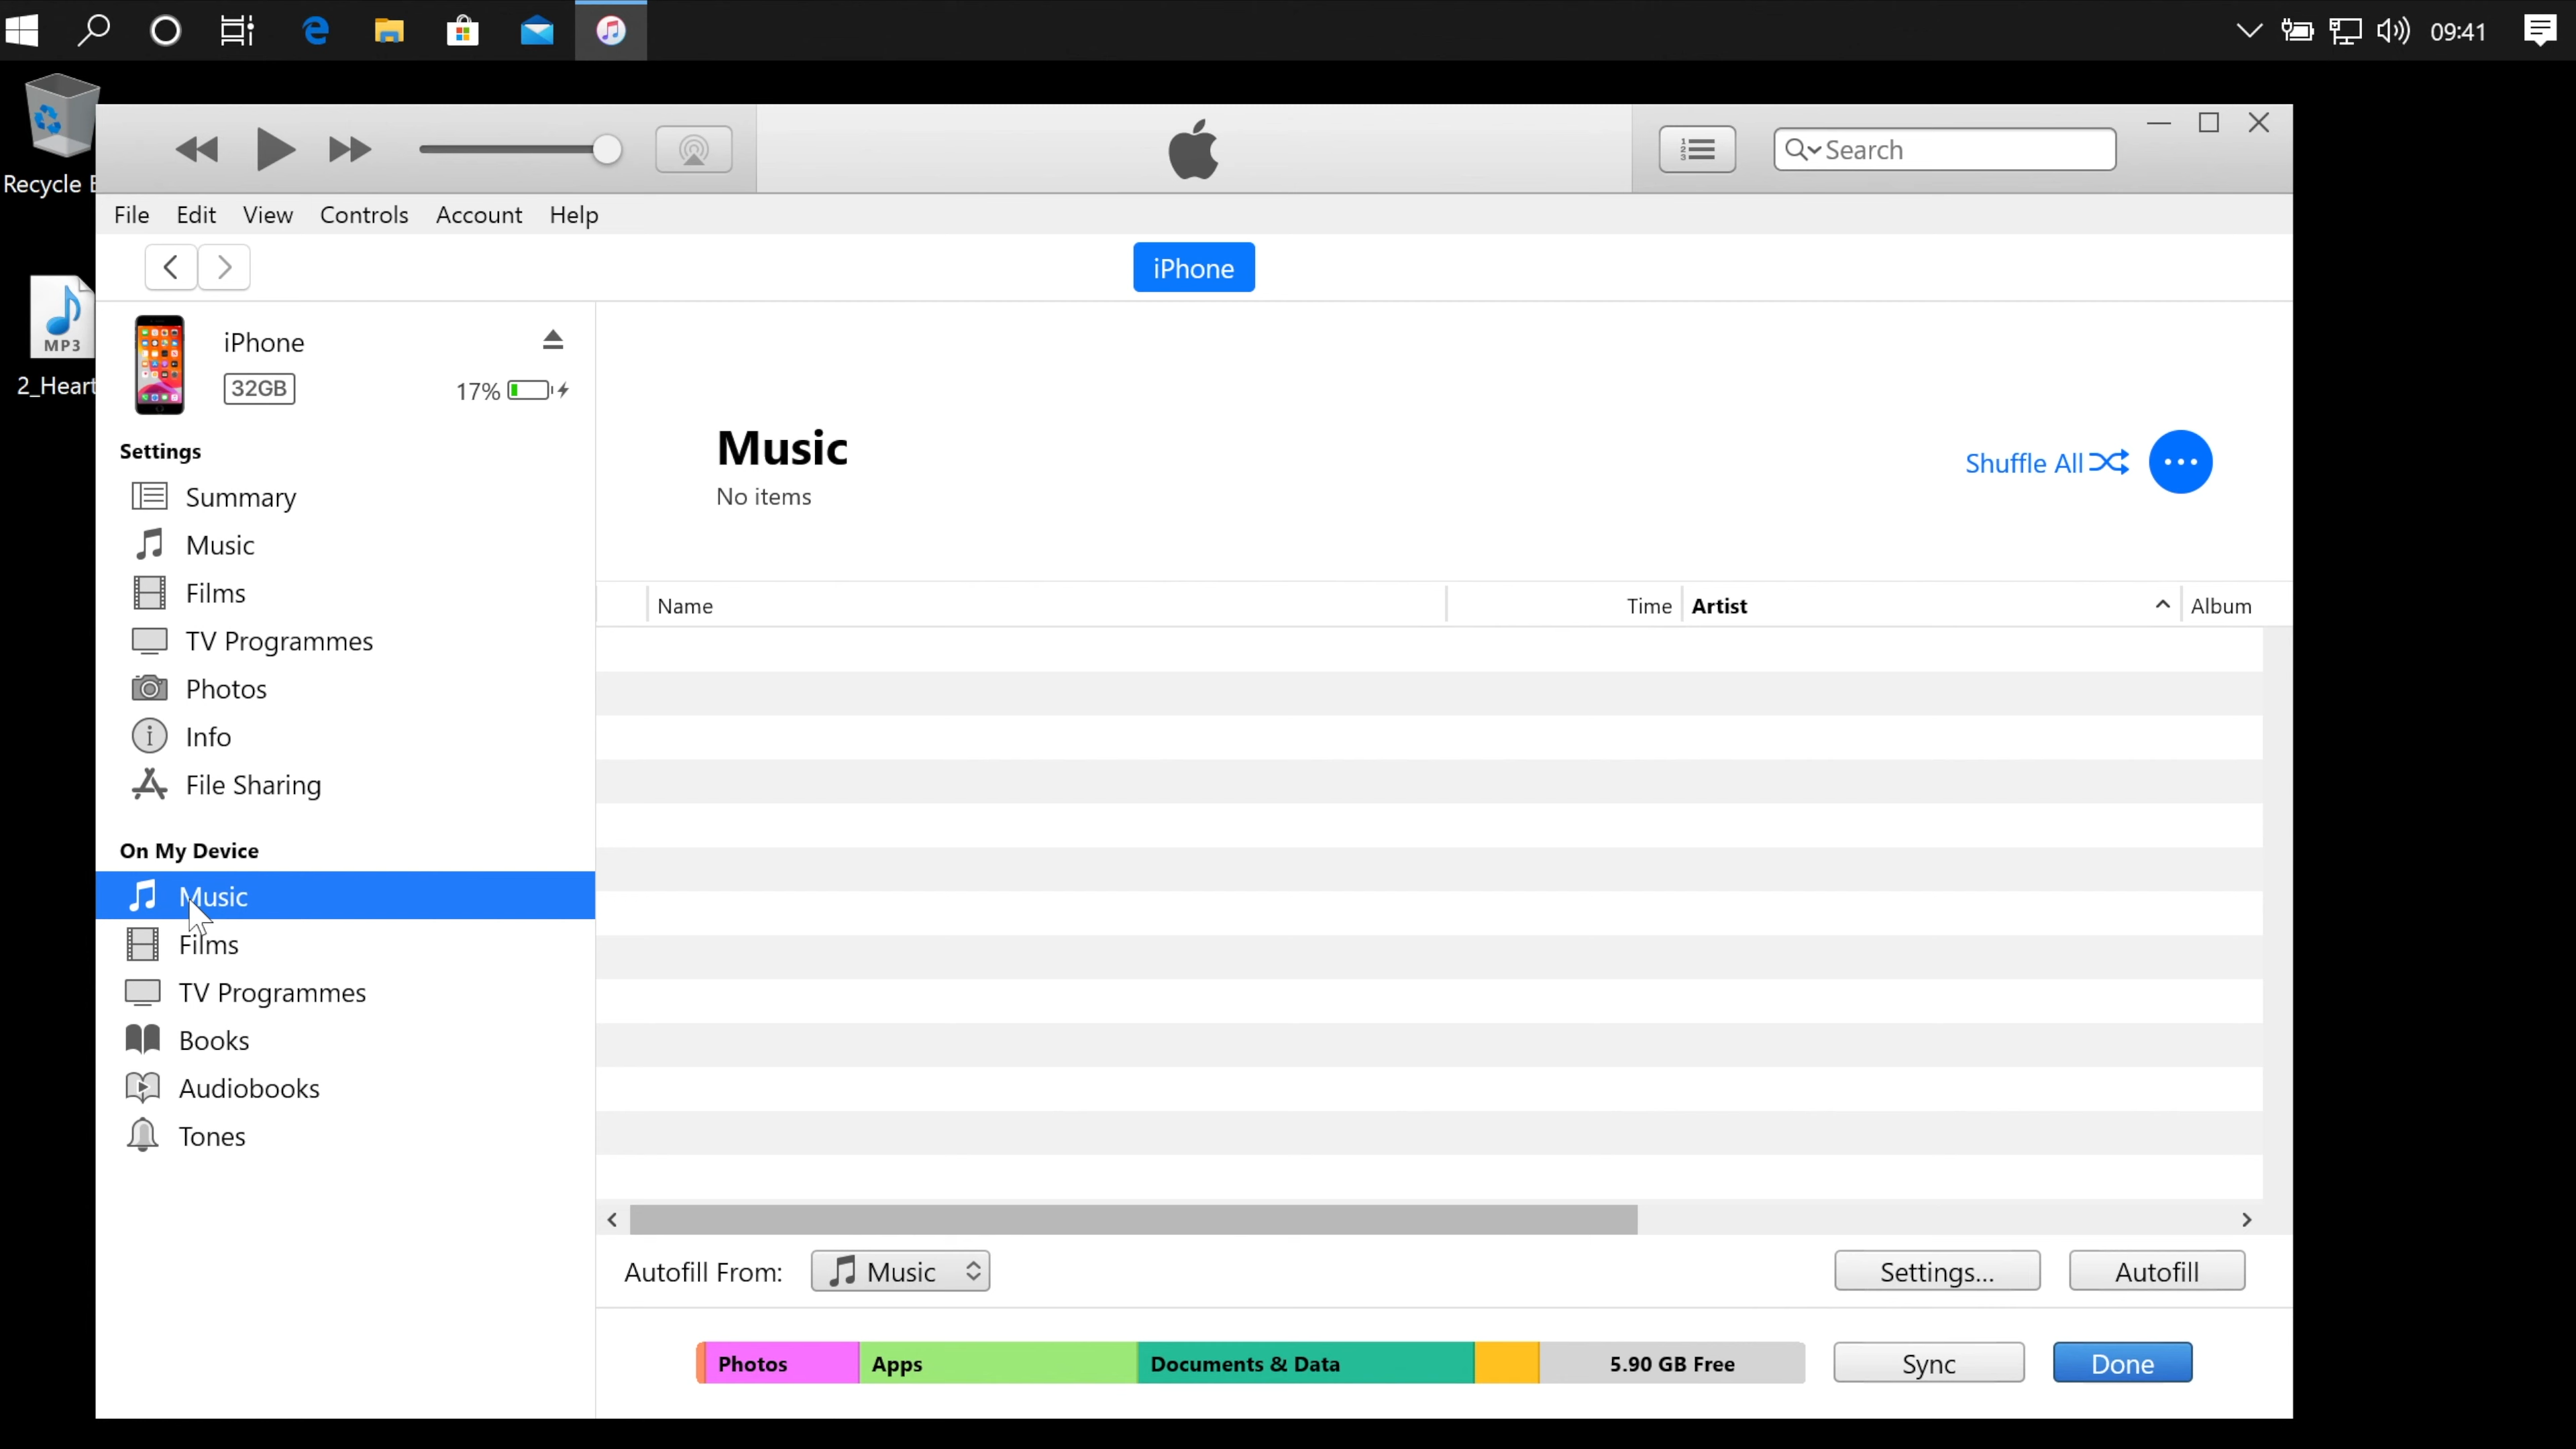 09:41
Recycle B
MP3
2_Heart
Search
File Edit View Controls Account Help
iPhone
iPhone
32GB
17%
Settings
Summary
Music
Films
TV Programmes
Photos
Info
File Sharing
On My Device
Music
Films
TV Programmes
Books
Audiobooks
Tones
Music
No items
Shuffle All
Name Time Artist Album
Autofill From: Music Settings... Autofill
Photos Apps Documents & Data 5.90 GB Free Sync Done